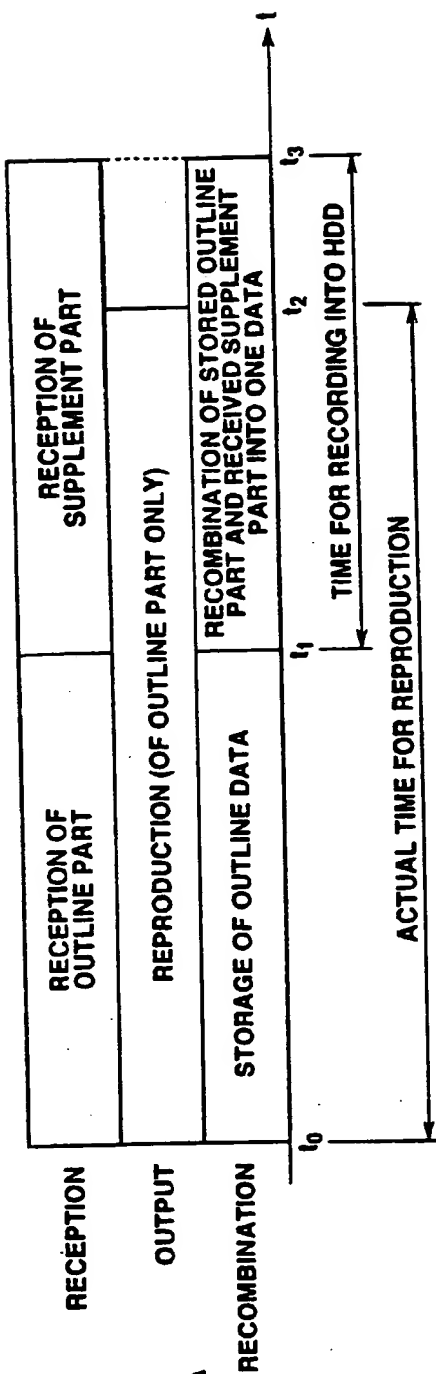 RECEPTION
RECEPTION OF
OUTLINE PART
RECEPTION OF
SUPPLEMENT PART
OUTPUT
REPRODUCTION (OF OUTLINE PART ONLY)
RECOMBINATION
STORAGE OF OUTLINE DATA
RECOMBINATION OF STORED OUTLINE
PART AND RECEIVED SUPPLEMENT
PART INTO ONE DATA
t
t0
t1
t2
t3
TIME FOR RECORDING INTO HDD
ACTUAL TIME FOR REPRODUCTION